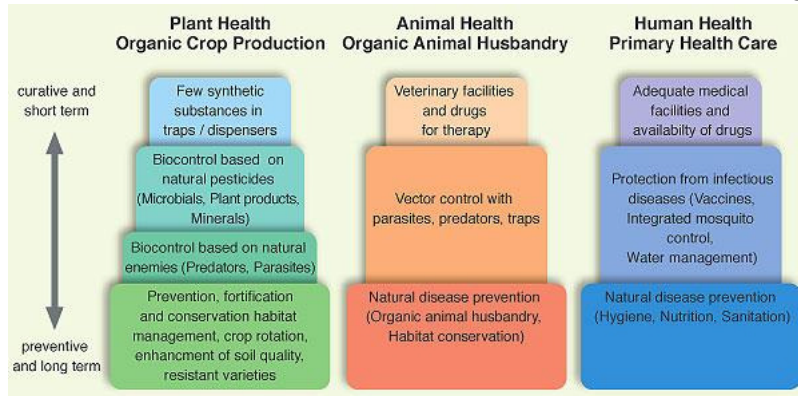 Plant Health
Organic Crop Production
Animal Health
Organic Animal Husbandry
Human Health
Primary Health Care
curative and
short term
preventive
and long term
Few synthetic
substances in
traps / dispensers
Biocontrol based on
natural pesticides
(Microbials, Plant products,
Minerals)
Biocontrol based on natural
enemies (Predators, Parasites)
Prevention, fortification
and conservation habitat
management, crop rotation,
enhancment of soil quality,
resistant varieties
Veterinary facilities
and drugs
for therapy
Vector control with
parasites, predators, traps
Natural disease prevention
(Organic animal husbandry,
Habitat conservation)
Adequate medical
facilities and
availabilty of drugs
Protection from infectious
diseases (Vaccines,
Integrated mosquito
control,
Water management)
Natural disease prevention
(Hygiene, Nutrition, Sanitation)